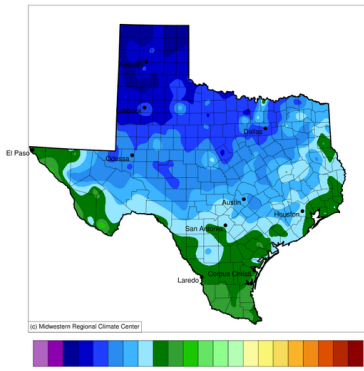 Dallas
El Paso
Odessa
Austin
Houston
San Antonio
Corpus Christi
Laredo
(c) Midwestern Regional Climate Center